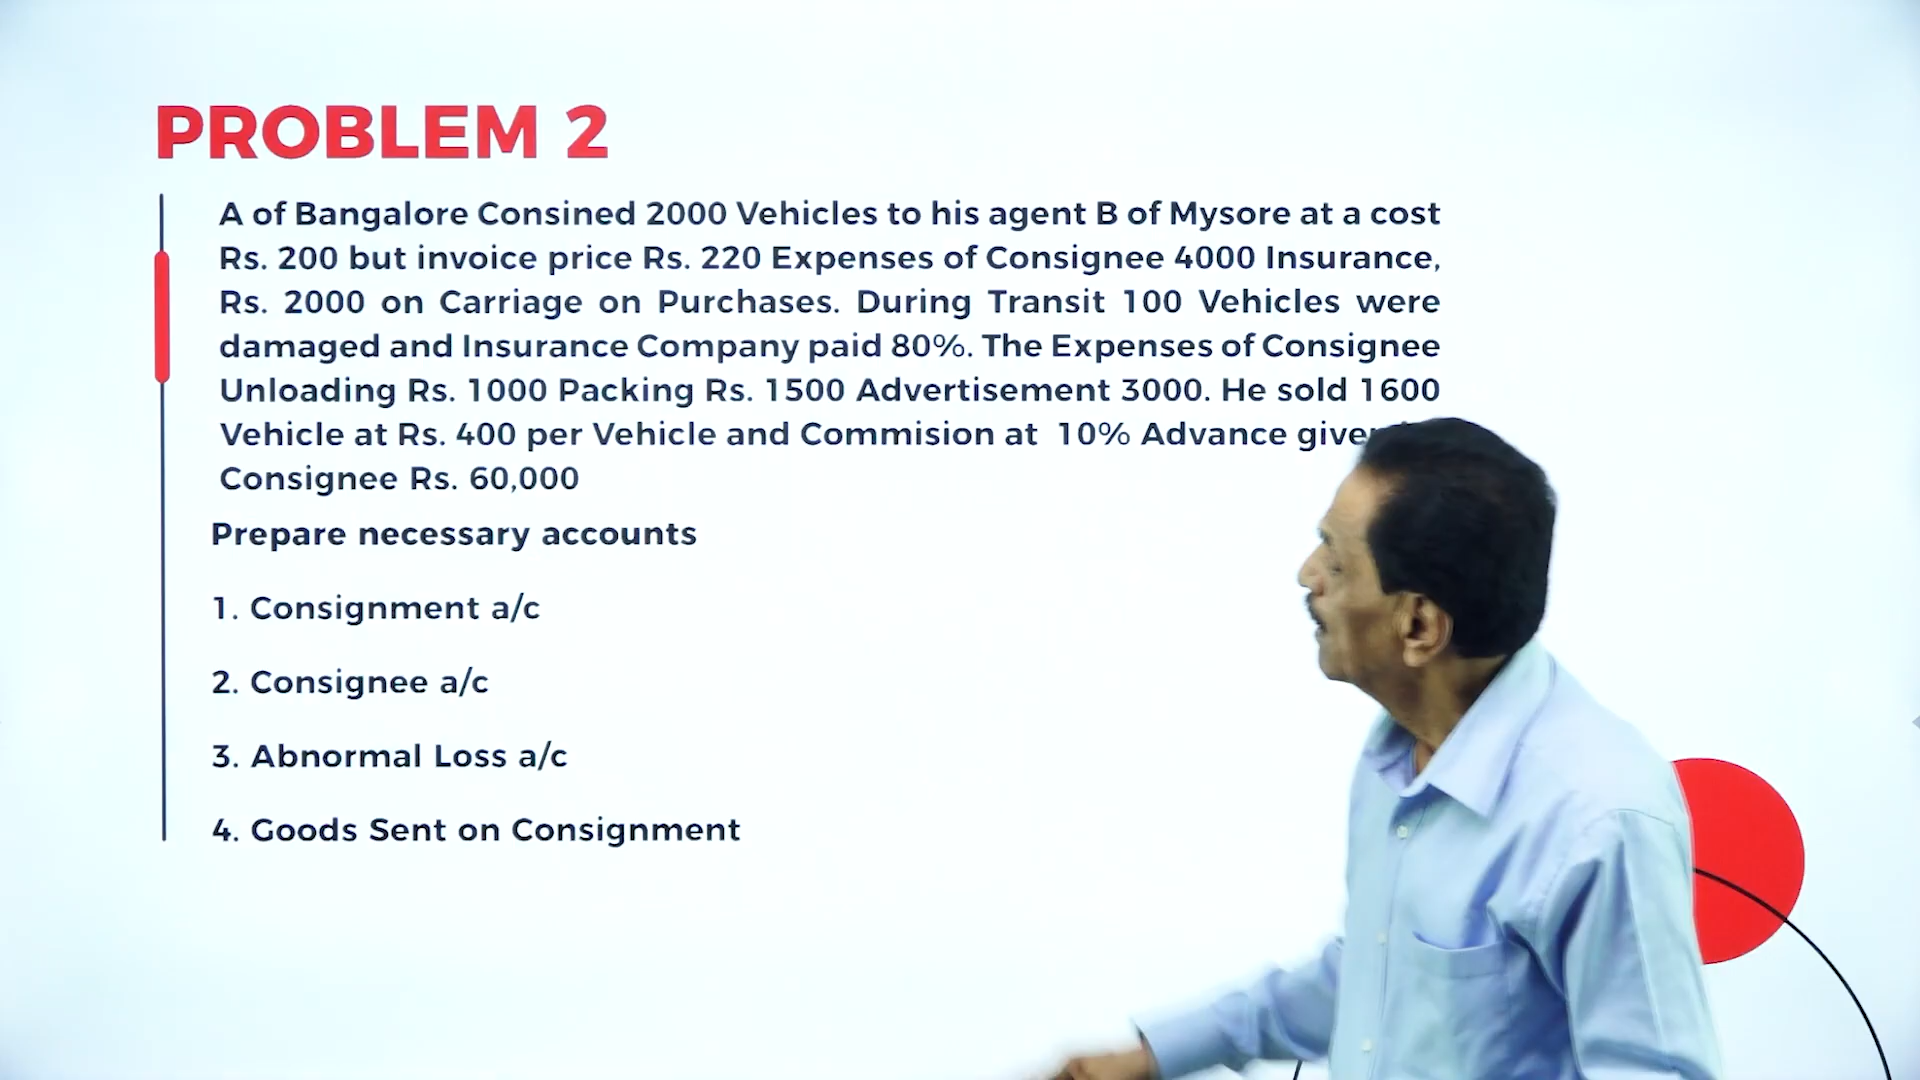 PROBLEM 2
A of Bangalore Consined 2000 Vehicles to his agent B of Mysore at a cost
Rs. 200 but invoice price Rs. 220 Expenses of Consignee 4000 Insurance,
Rs. 2000 on Carriage on Purchases. During Transit 100 Vehicles were
damaged and Insurance Company paid 80%. The Expenses of Consignee
Unloading Rs. 1000 Packing Rs. 1500 Advertisement 3000. He sold 1600
Vehicle at Rs. 400 per Vehicle and Commision at 10% Advance
Consignee Rs. 60,000
Prepare necessary accounts
1. Consignment a/c
2. Consignee a/c
3. Abnormal Loss a/c
4. Goods Sent on Consignment